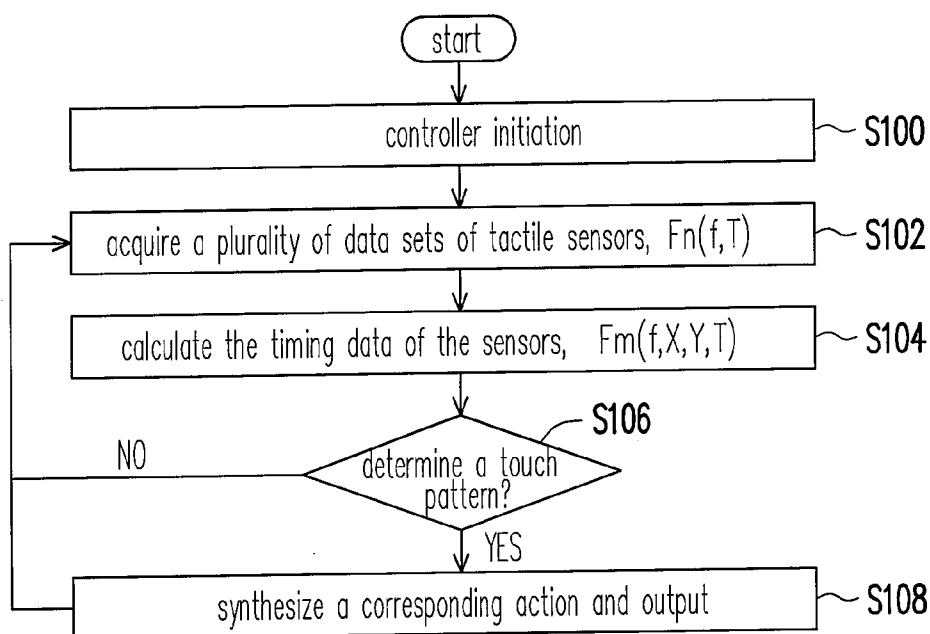 start
controller initiation
S100
acquire a plurality of data sets of tactile sensors, Fn(f,T)
S102
calculate the timing data of the sensors, Fm(f,X,Y,T)
S104
S106
determine a touch
pattern?
NO
YES
synthesize a corresponding action and output
S108